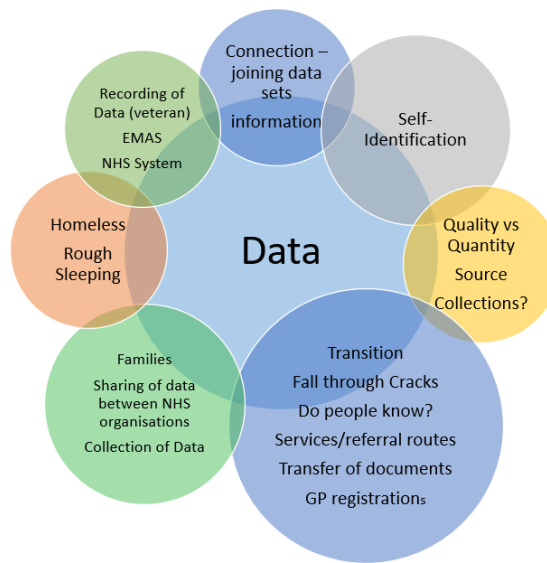 Connection –
joining data
sets
information
Recording of
Data (veteran)
EMAS
NHS System
Self-
Identification
Homeless
Rough
Sleeping
Data
Quality vs
Quantity
Source
Collections?
Families
Sharing of data
between NHS
organisations
Collection of Data
Transition
Fall through Cracks
Do people know?
Services/referral routes
Transfer of documents
GP registrations